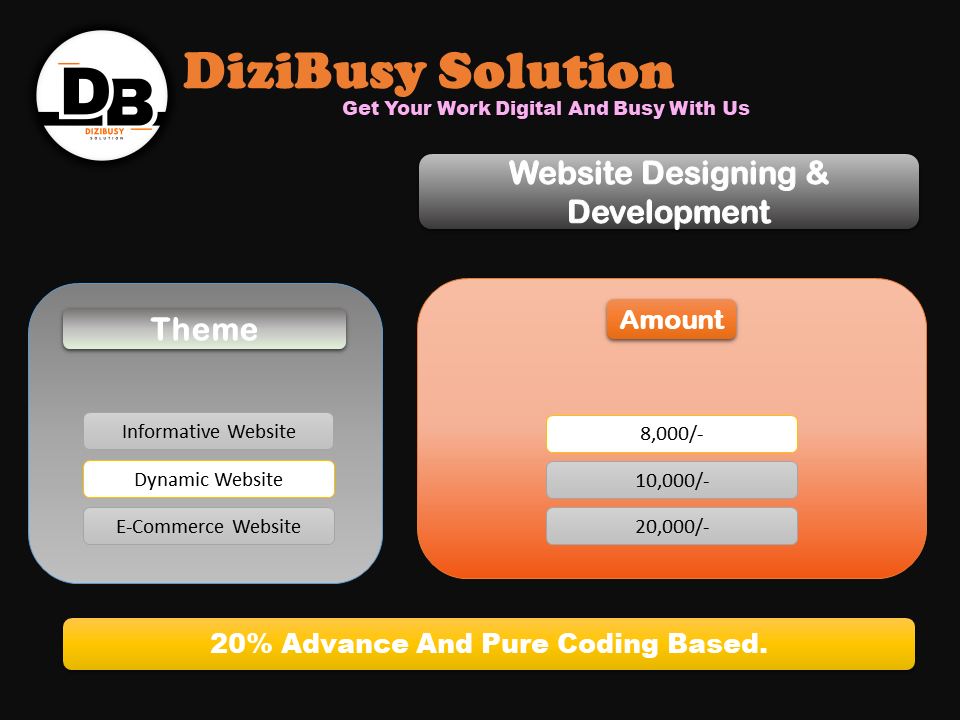 DB
DIZIBUSY
SOLUTION
DiziBusy Solution
Get Your Work Digital And Busy With Us
Website Designing &
Development
Theme
Informative Website
Dynamic Website
E-Commerce Website
Amount
8,000/-
10,000/-
20,000/-
20% Advance And Pure Coding Based.